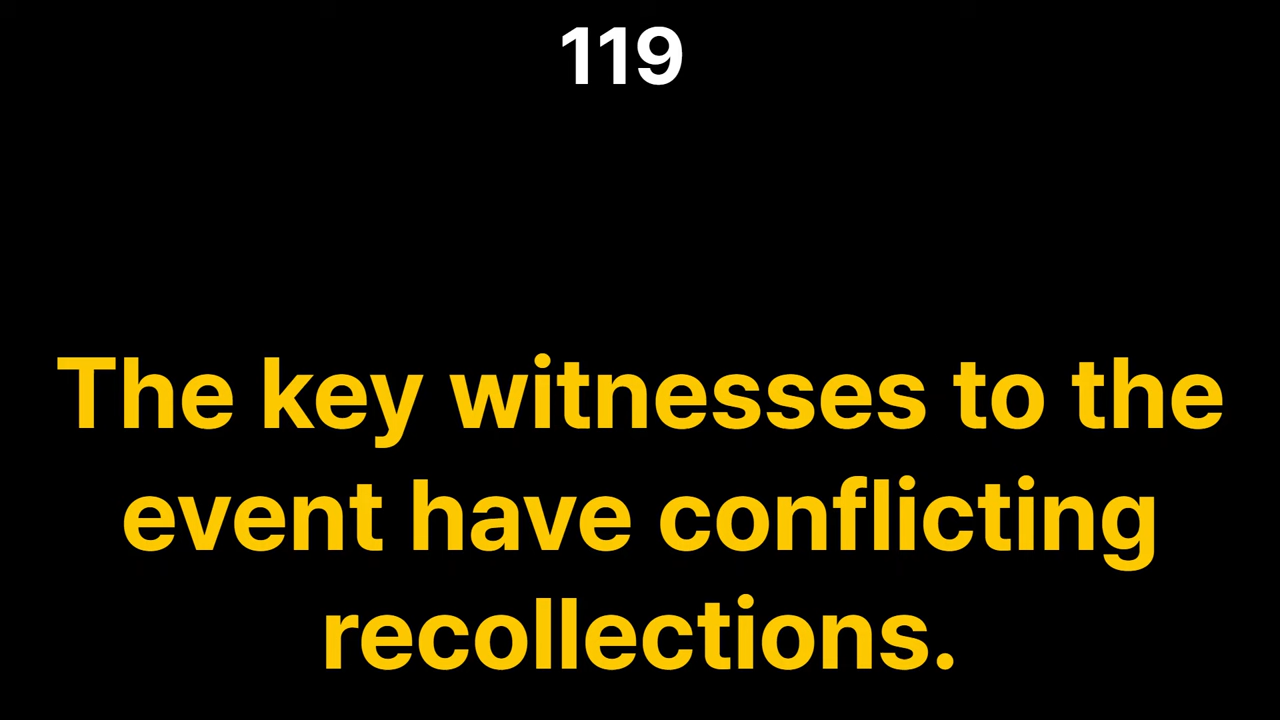 119
The key witnesses to the
event have conflicting
recollections.